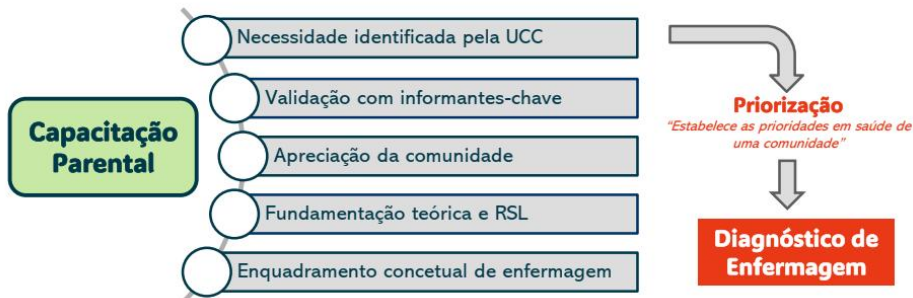 Capacitação
Parental
Necessidade identificada pela UCC
Validação com informantes-chave
Apreciação da comunidade
Fundamentação teórica e RSL
Enquadramento concetual de enfermagem
Priorização
“Estabelece as prioridades em saúde de
uma comunidade”
Diagnóstico de
Enfermagem